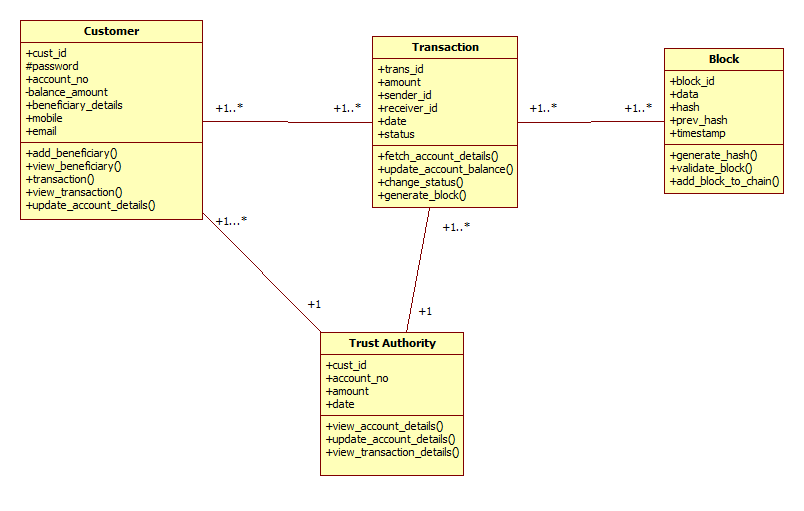 Customer
+cust_id
#password
+account_no
-balance_amount
+beneficiary_details
+mobile
+email
+add_beneficiary()
+view_beneficiary()
+transaction()
+view_transaction()
+update_account_details()
+1..*
+1..*
Transaction
+trans_id
+amount
+sender_id
+receiver_id
+date
+status
+fetch_account_details()
+update_account_balance()
+change_status()
+generate_block()
+1..*
+1..*
Block
+block_id
+data
+hash
+prev_hash
+timestamp
+generate_hash()
+validate_block()
+add_block_to_chain()
+1...*
+1..*
+1
+1
Trust Authority
+cust_id
+account_no
+amount
+date
+view_account_details()
+update_account_details()
+view_transaction_details()